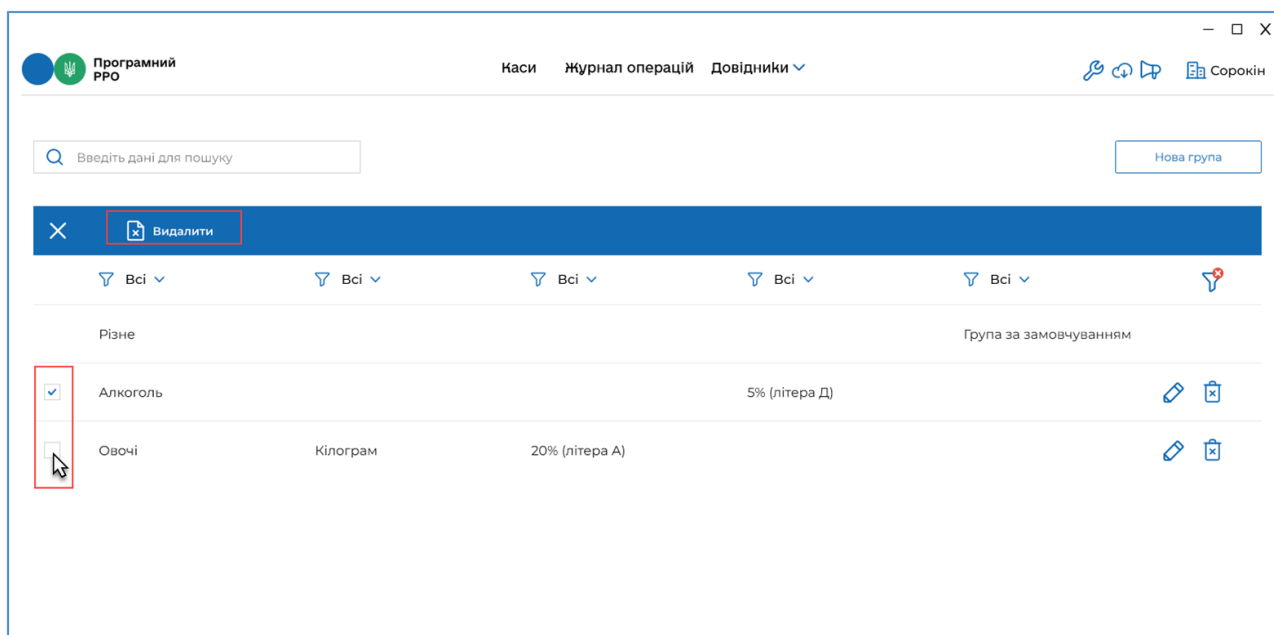 Програмний
РРО
Каси Журнал операцій Довідники
Сорокін
Введіть дані для пошуку
Нова група
Видалити
Всі Всі Всі Всі Всі
Різне Група за замовчуванням
Алкоголь 5% (літера Д)
Овочі Кілограм 20% (літера А)